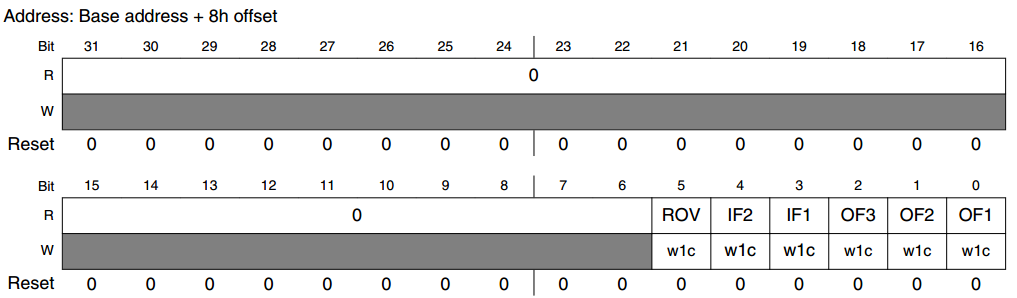 Address: Base address + 8h offset
Bit 31 30 29 28 27 26 25 24 23 22 21 20 19 18 17 16
R 0
W
Reset 0 0 0 0 0 0 0 0 0 0 0 0 0 0 0 0
Bit 15 14 13 12 11 10 9 8 7 6 5 4 3 2 1 0
R 0 ROV IF2 IF1 OF3 OF2 OF1
W w1c w1c w1c w1c w1c w1c
Reset 0 0 0 0 0 0 0 0 0 0 0 0 0 0 0 0